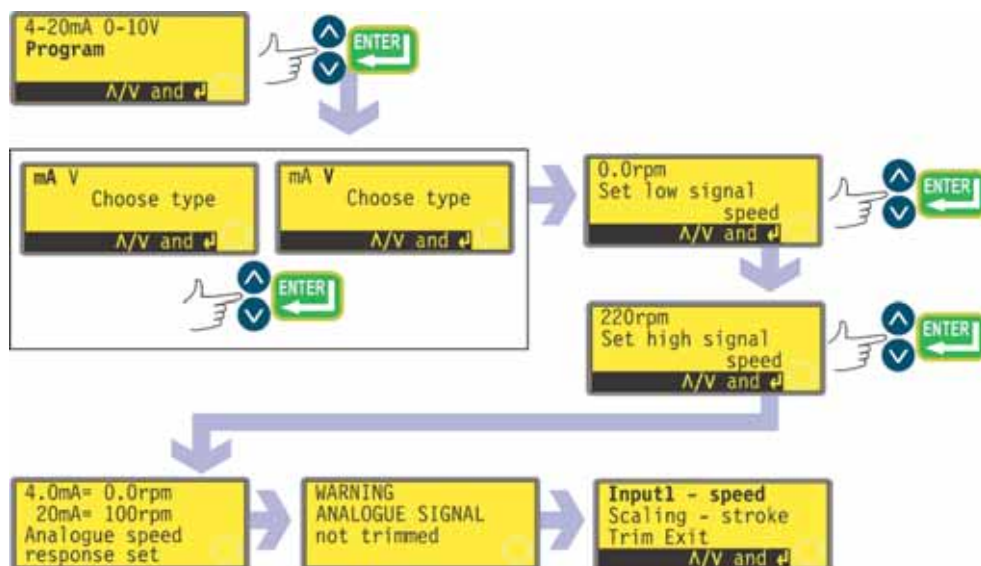 4-20mA 0-10V
Program
∧/∨ and ↲
ENTER
mA V
Choose type
∧/∨ and ↲
mA V
Choose type
∧/∨ and ↲
ENTER
0.0rpm
Set low signal
speed
∧/∨ and ↲
ENTER
220rpm
Set high signal
speed
∧/∨ and ↲
ENTER
4.0mA= 0.0rpm
20mA= 100rpm
Analogue speed
response set
WARNING
ANALOGUE SIGNAL
not trimmed
Input1 - speed
Scaling - stroke
Trim Exit
∧/∨ and ↲